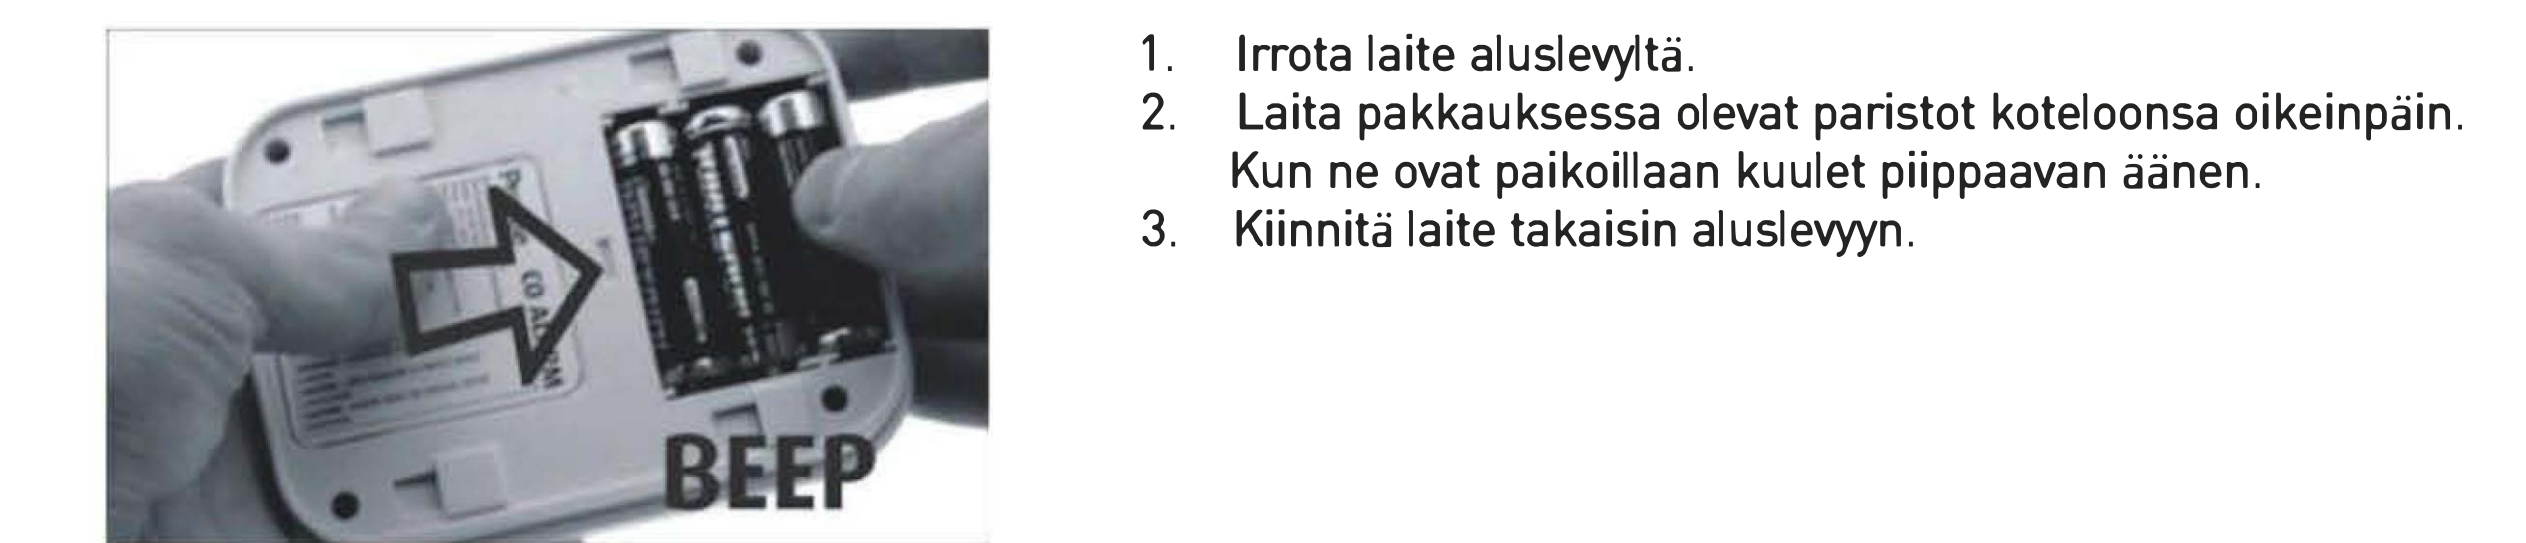 1. Irrota laite aluslevyltä.
2. Laita pakkauksessa olevat paristot koteloonsa oikeinpäin.
Kun ne ovat paikoillaan kuulet piippaavan äänen.
3. Kiinnitä laite takaisin aluslevyyn.
CO
BEEP